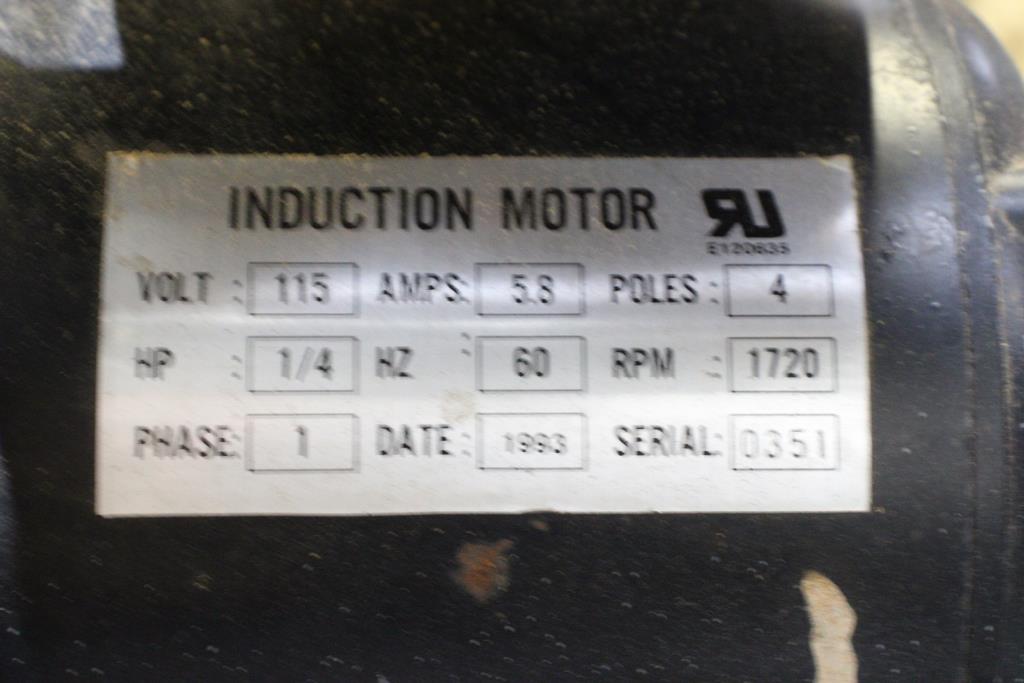 INDUCTION MOTOR RU
E120635
VOLT : 115 AMPS: 5.8 POLES : 4
HP : 1/4 HZ : 60 RPM : 1720
PHASE: 1 DATE : 1993 SERIAL: 0351